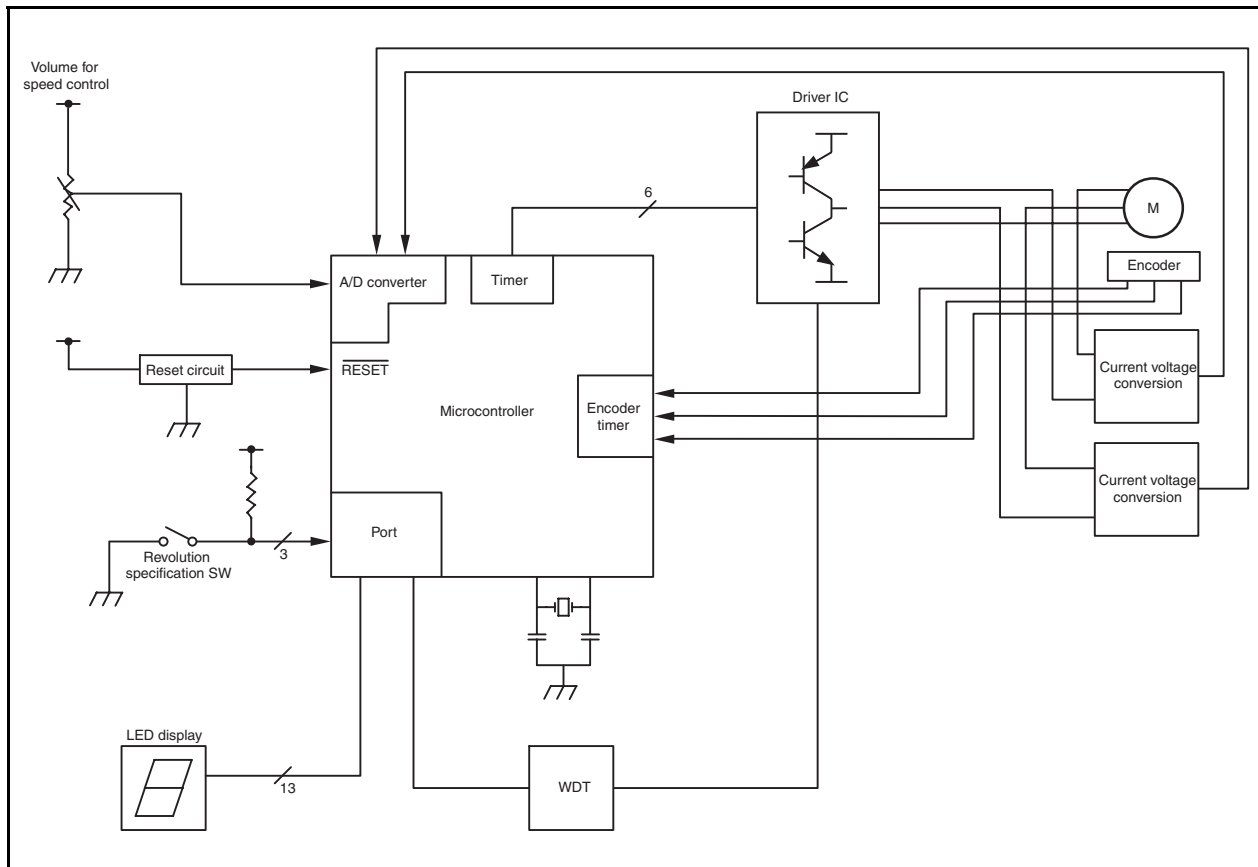 Volume for
speed control
Driver IC
6
M
A/D converter
Timer
Encoder
Reset circuit
RESET
Current voltage
conversion
Microcontroller
Encoder
timer
Current voltage
conversion
Port
3
Revolution
specification SW
LED display
13
WDT